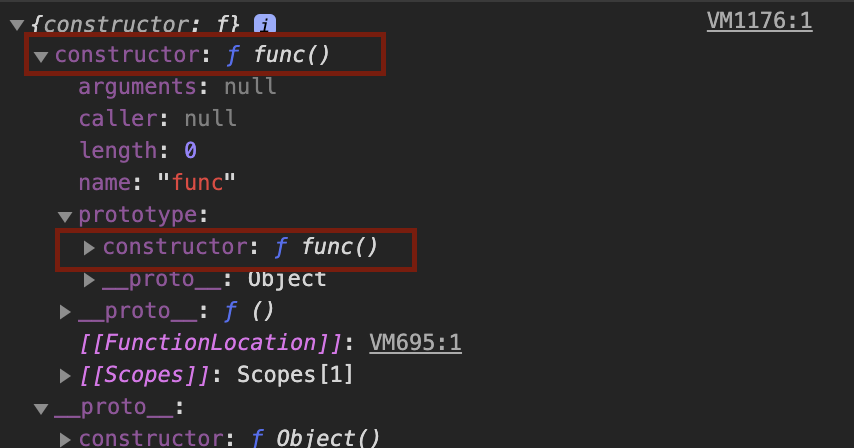 ▼{constructor: f} i VM1176:1
▼constructor: ƒ func()
arguments: null
caller: null
length: 0
name: "func"
▼prototype:
▶constructor: ƒ func()
▶__proto__: Object
▶__proto__: ƒ ()
[[FunctionLocation]]: VM695:1
▶[[Scopes]]: Scopes[1]
▼__proto__:
▶constructor: ƒ Object()